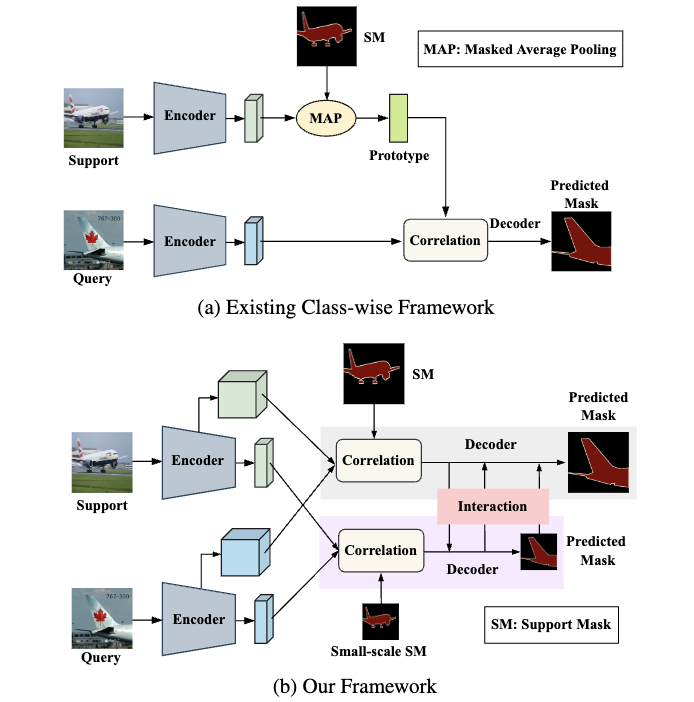 SM
MAP: Masked Average Pooling
Encoder
MAP
Support
Prototype
Predicted
Mask
767-300
Encoder
Correlation
Decoder
Query
(a) Existing Class-wise Framework
SM
Predicted
Mask
Decoder
Encoder
Correlation
Support
Interaction
Correlation
Predicted
Mask
Decoder
767-300
Encoder
SM: Support Mask
Small-scale SM
Query
(b) Our Framework